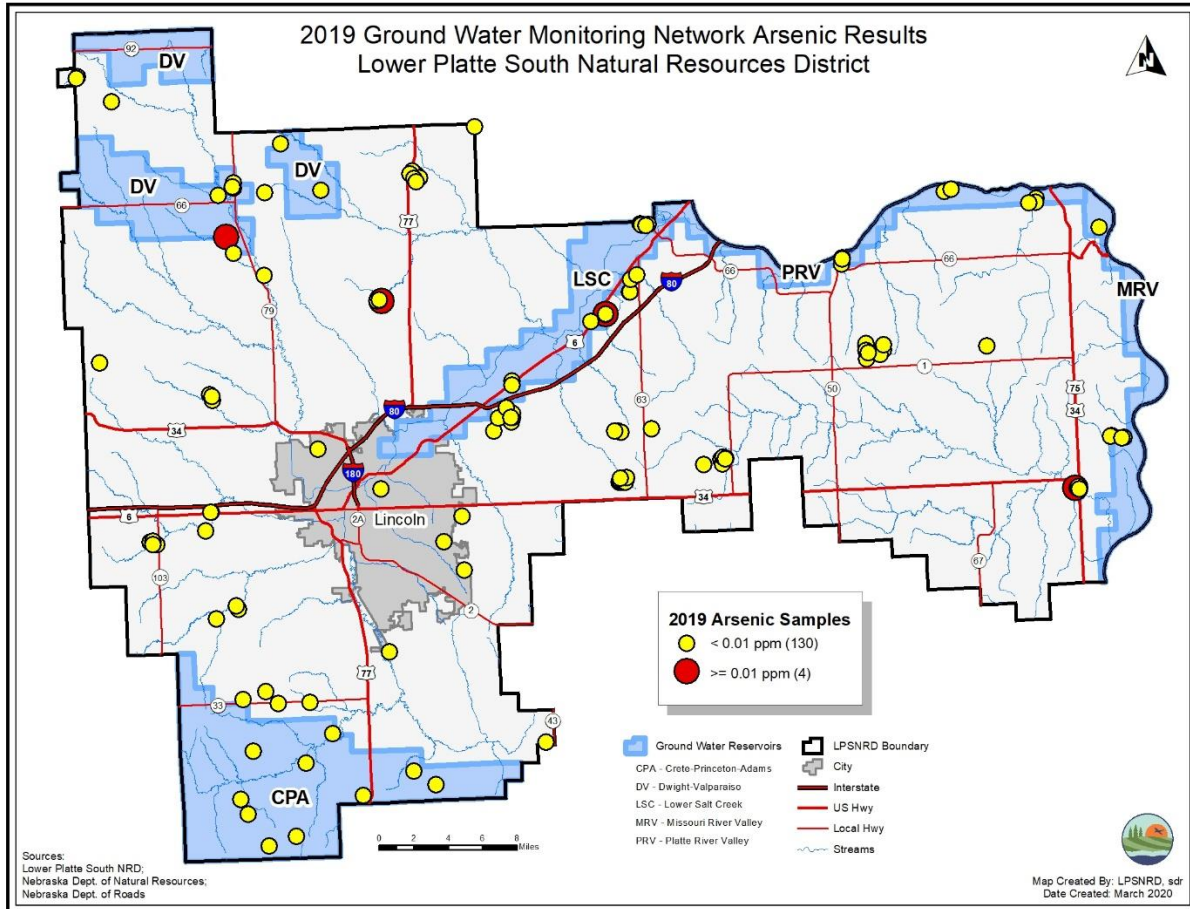 2019 Ground Water Monitoring Network Arsenic Results
Lower Platte South Natural Resources District
N
92
DV
DV
DV
66
77
79
LSC
80
66
PRV
66
MRV
6
63
50
1
75
34
34
80
180
6
2A
Lincoln
34
103
2
67
77
33
43
CPA
2019 Arsenic Samples
< 0.01 ppm (130)
>= 0.01 ppm (4)
Ground Water Reservoirs
CPA - Crete-Princeton-Adams
DV - Dwight-Valparaiso
LSC - Lower Salt Creek
MRV - Missouri River Valley
PRV - Platte River Valley
LPSNRD Boundary
City
Interstate
US Hwy
Local Hwy
Streams
0 2 4 6 8
Miles
Sources:
Lower Platte South NRD;
Nebraska Dept. of Natural Resources;
Nebraska Dept. of Roads
Map Created By: LPSNRD, sdr
Date Created: March 2020